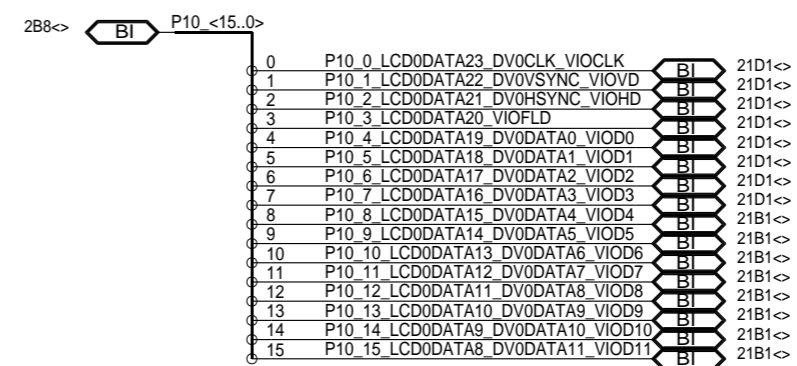 2B8<> BI P10_<15..0>
0 P10_0_LCD0DATA23_DV0CLK_VIOCLK BI 21D1<>
1 P10_1_LCD0DATA22_DV0VSYNC_VIOVD BI 21D1<>
2 P10_2_LCD0DATA21_DV0HSYNC_VIOHD BI 21D1<>
3 P10_3_LCD0DATA20_VIOFLD BI 21D1<>
4 P10_4_LCD0DATA19_DV0DATA0_VIOD0 BI 21D1<>
5 P10_5_LCD0DATA18_DV0DATA1_VIOD1 BI 21D1<>
6 P10_6_LCD0DATA17_DV0DATA2_VIOD2 BI 21D1<>
7 P10_7_LCD0DATA16_DV0DATA3_VIOD3 BI 21D1<>
8 P10_8_LCD0DATA15_DV0DATA4_VIOD4 BI 21B1<>
9 P10_9_LCD0DATA14_DV0DATA5_VIOD5 BI 21B1<>
10 P10_10_LCD0DATA13_DV0DATA6_VIOD6 BI 21B1<>
11 P10_11_LCD0DATA12_DV0DATA7_VIOD7 BI 21B1<>
12 P10_12_LCD0DATA11_DV0DATA8_VIOD8 BI 21B1<>
13 P10_13_LCD0DATA10_DV0DATA9_VIOD9 BI 21B1<>
14 P10_14_LCD0DATA9_DV0DATA10_VIOD10 BI 21B1<>
15 P10_15_LCD0DATA8_DV0DATA11_VIOD11 BI 21B1<>